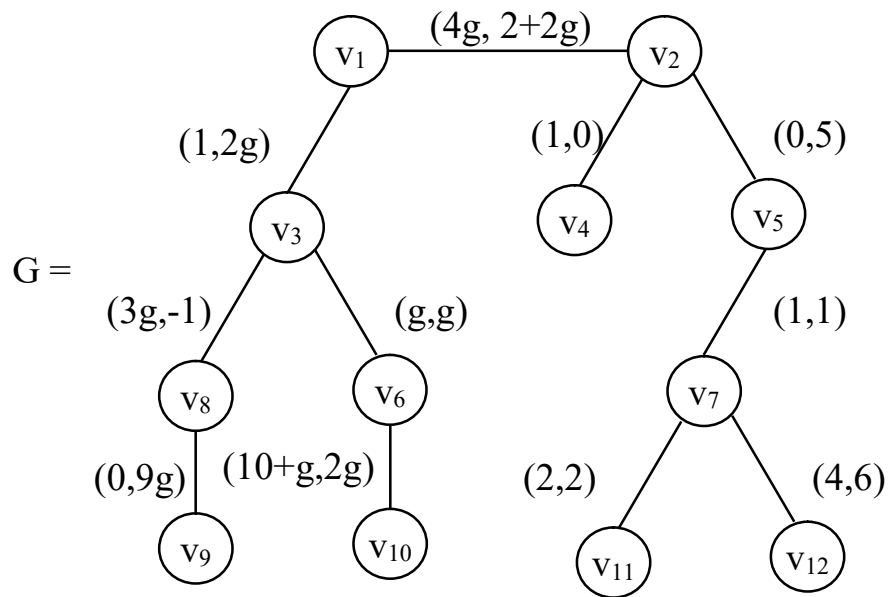 (4g, 2+2g)
v₁ v₂
(1,2g) (1,0) (0,5)
v₃ v₄ v₅
G =
(3g,-1) (g,g) (1,1)
v₈ v₆ v₇
(0,9g) (10+g,2g) (2,2) (4,6)
v₉ v₁₀ v₁₁ v₁₂